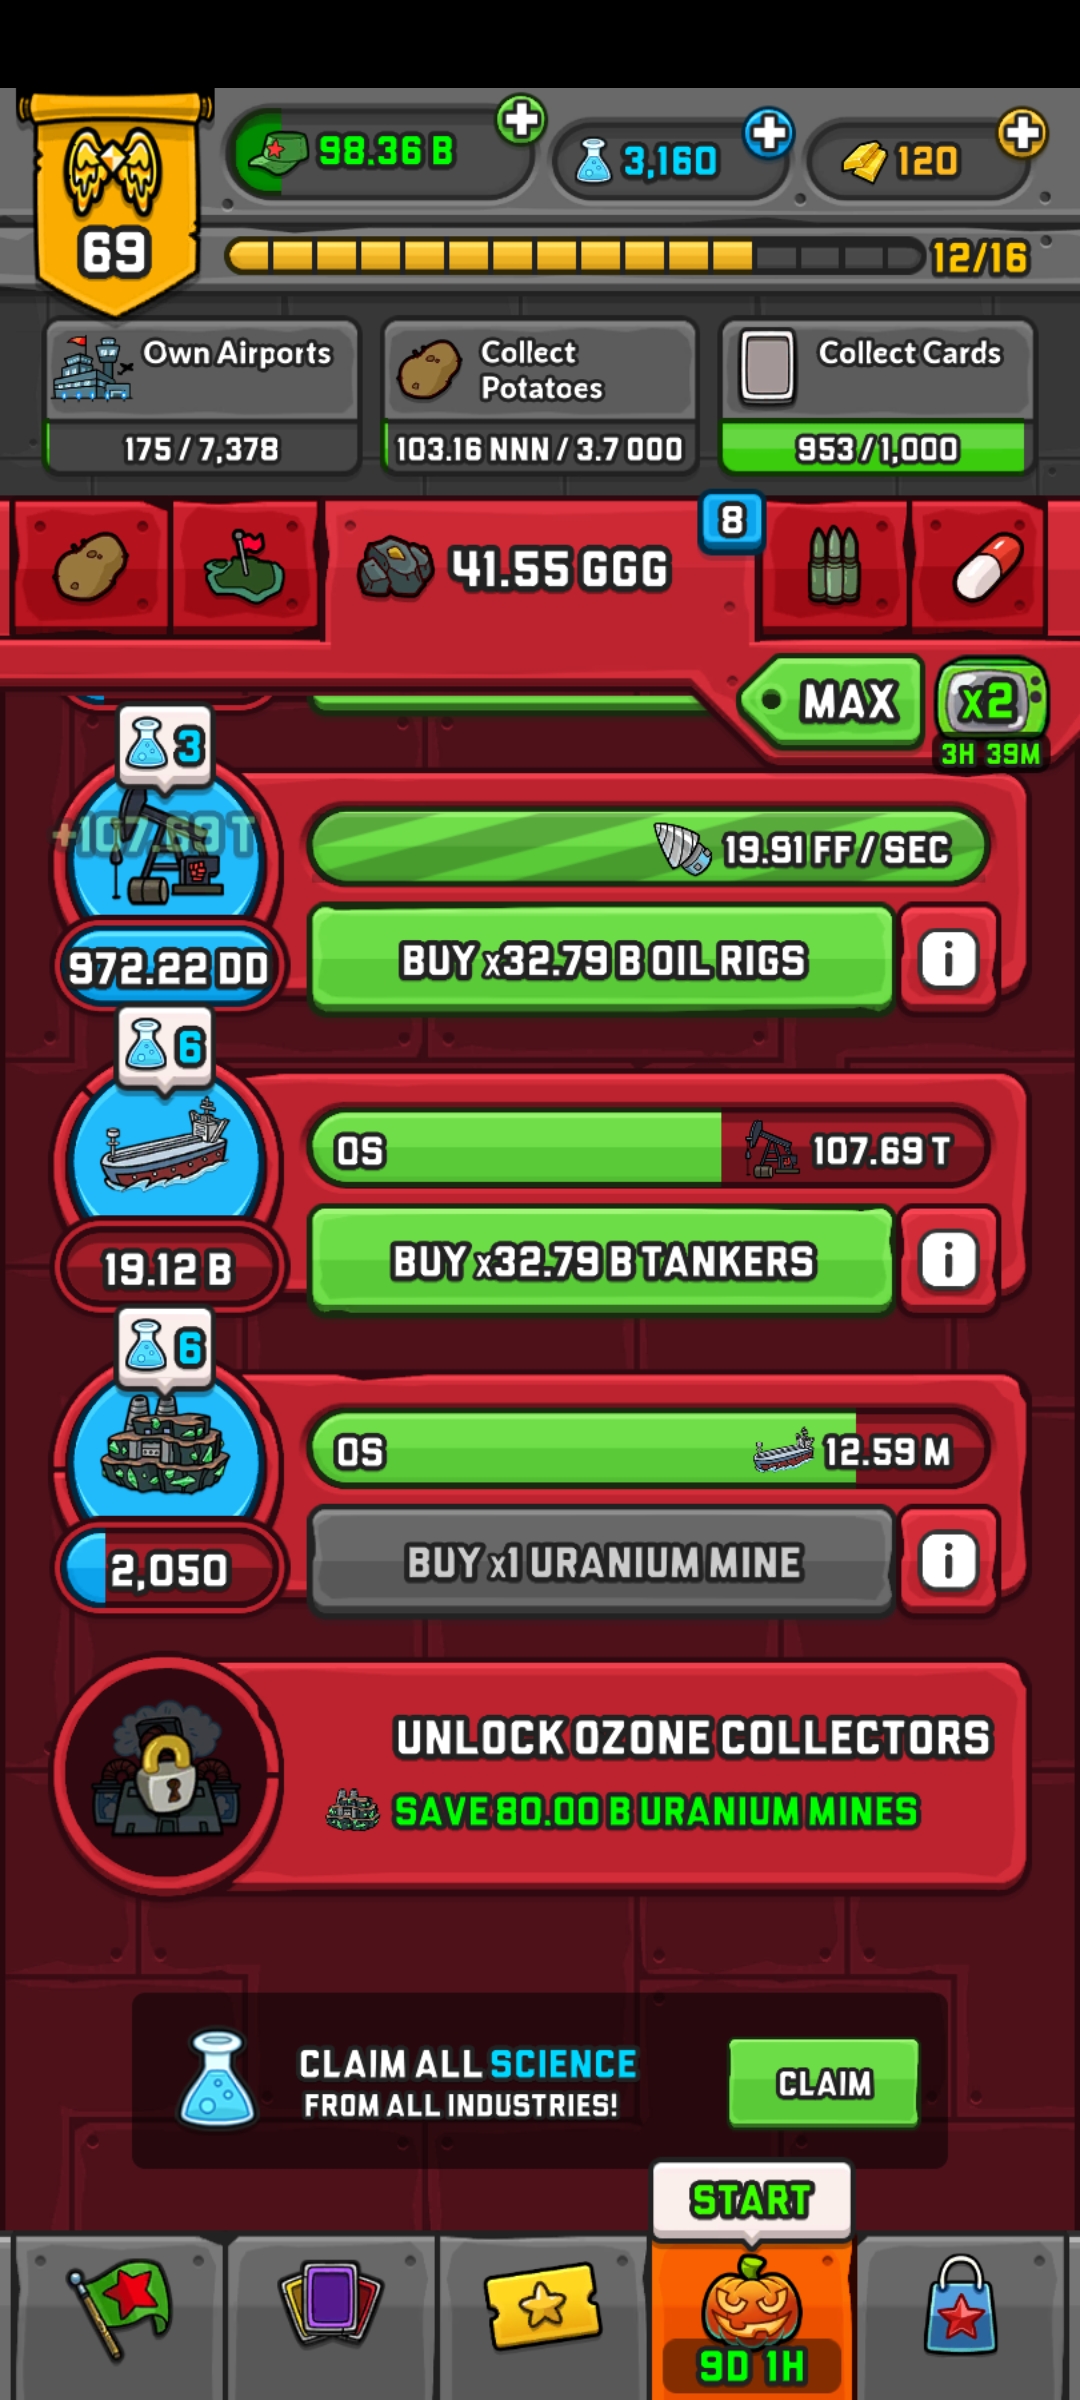 69
98.36 B
3,160
120
12/16
Own Airports
175 / 7,378
Collect
Potatoes
103.16 NNN / 3.7 OOO
Collect Cards
953 / 1,000
41.55 GGG
8
MAX
x2
3H 39M
3
+107.69 T
19.91 FF / SEC
972.22 DD
BUY x32.79 B OIL RIGS
i
6
0S
107.69 T
19.12 B
BUY x32.79 B TANKERS
i
6
0S
12.59 M
2,050
BUY x1 URANIUM MINE
i
UNLOCK OZONE COLLECTORS
SAVE 80.00 B URANIUM MINES
CLAIM ALL SCIENCE
FROM ALL INDUSTRIES!
CLAIM
START
9D 1H